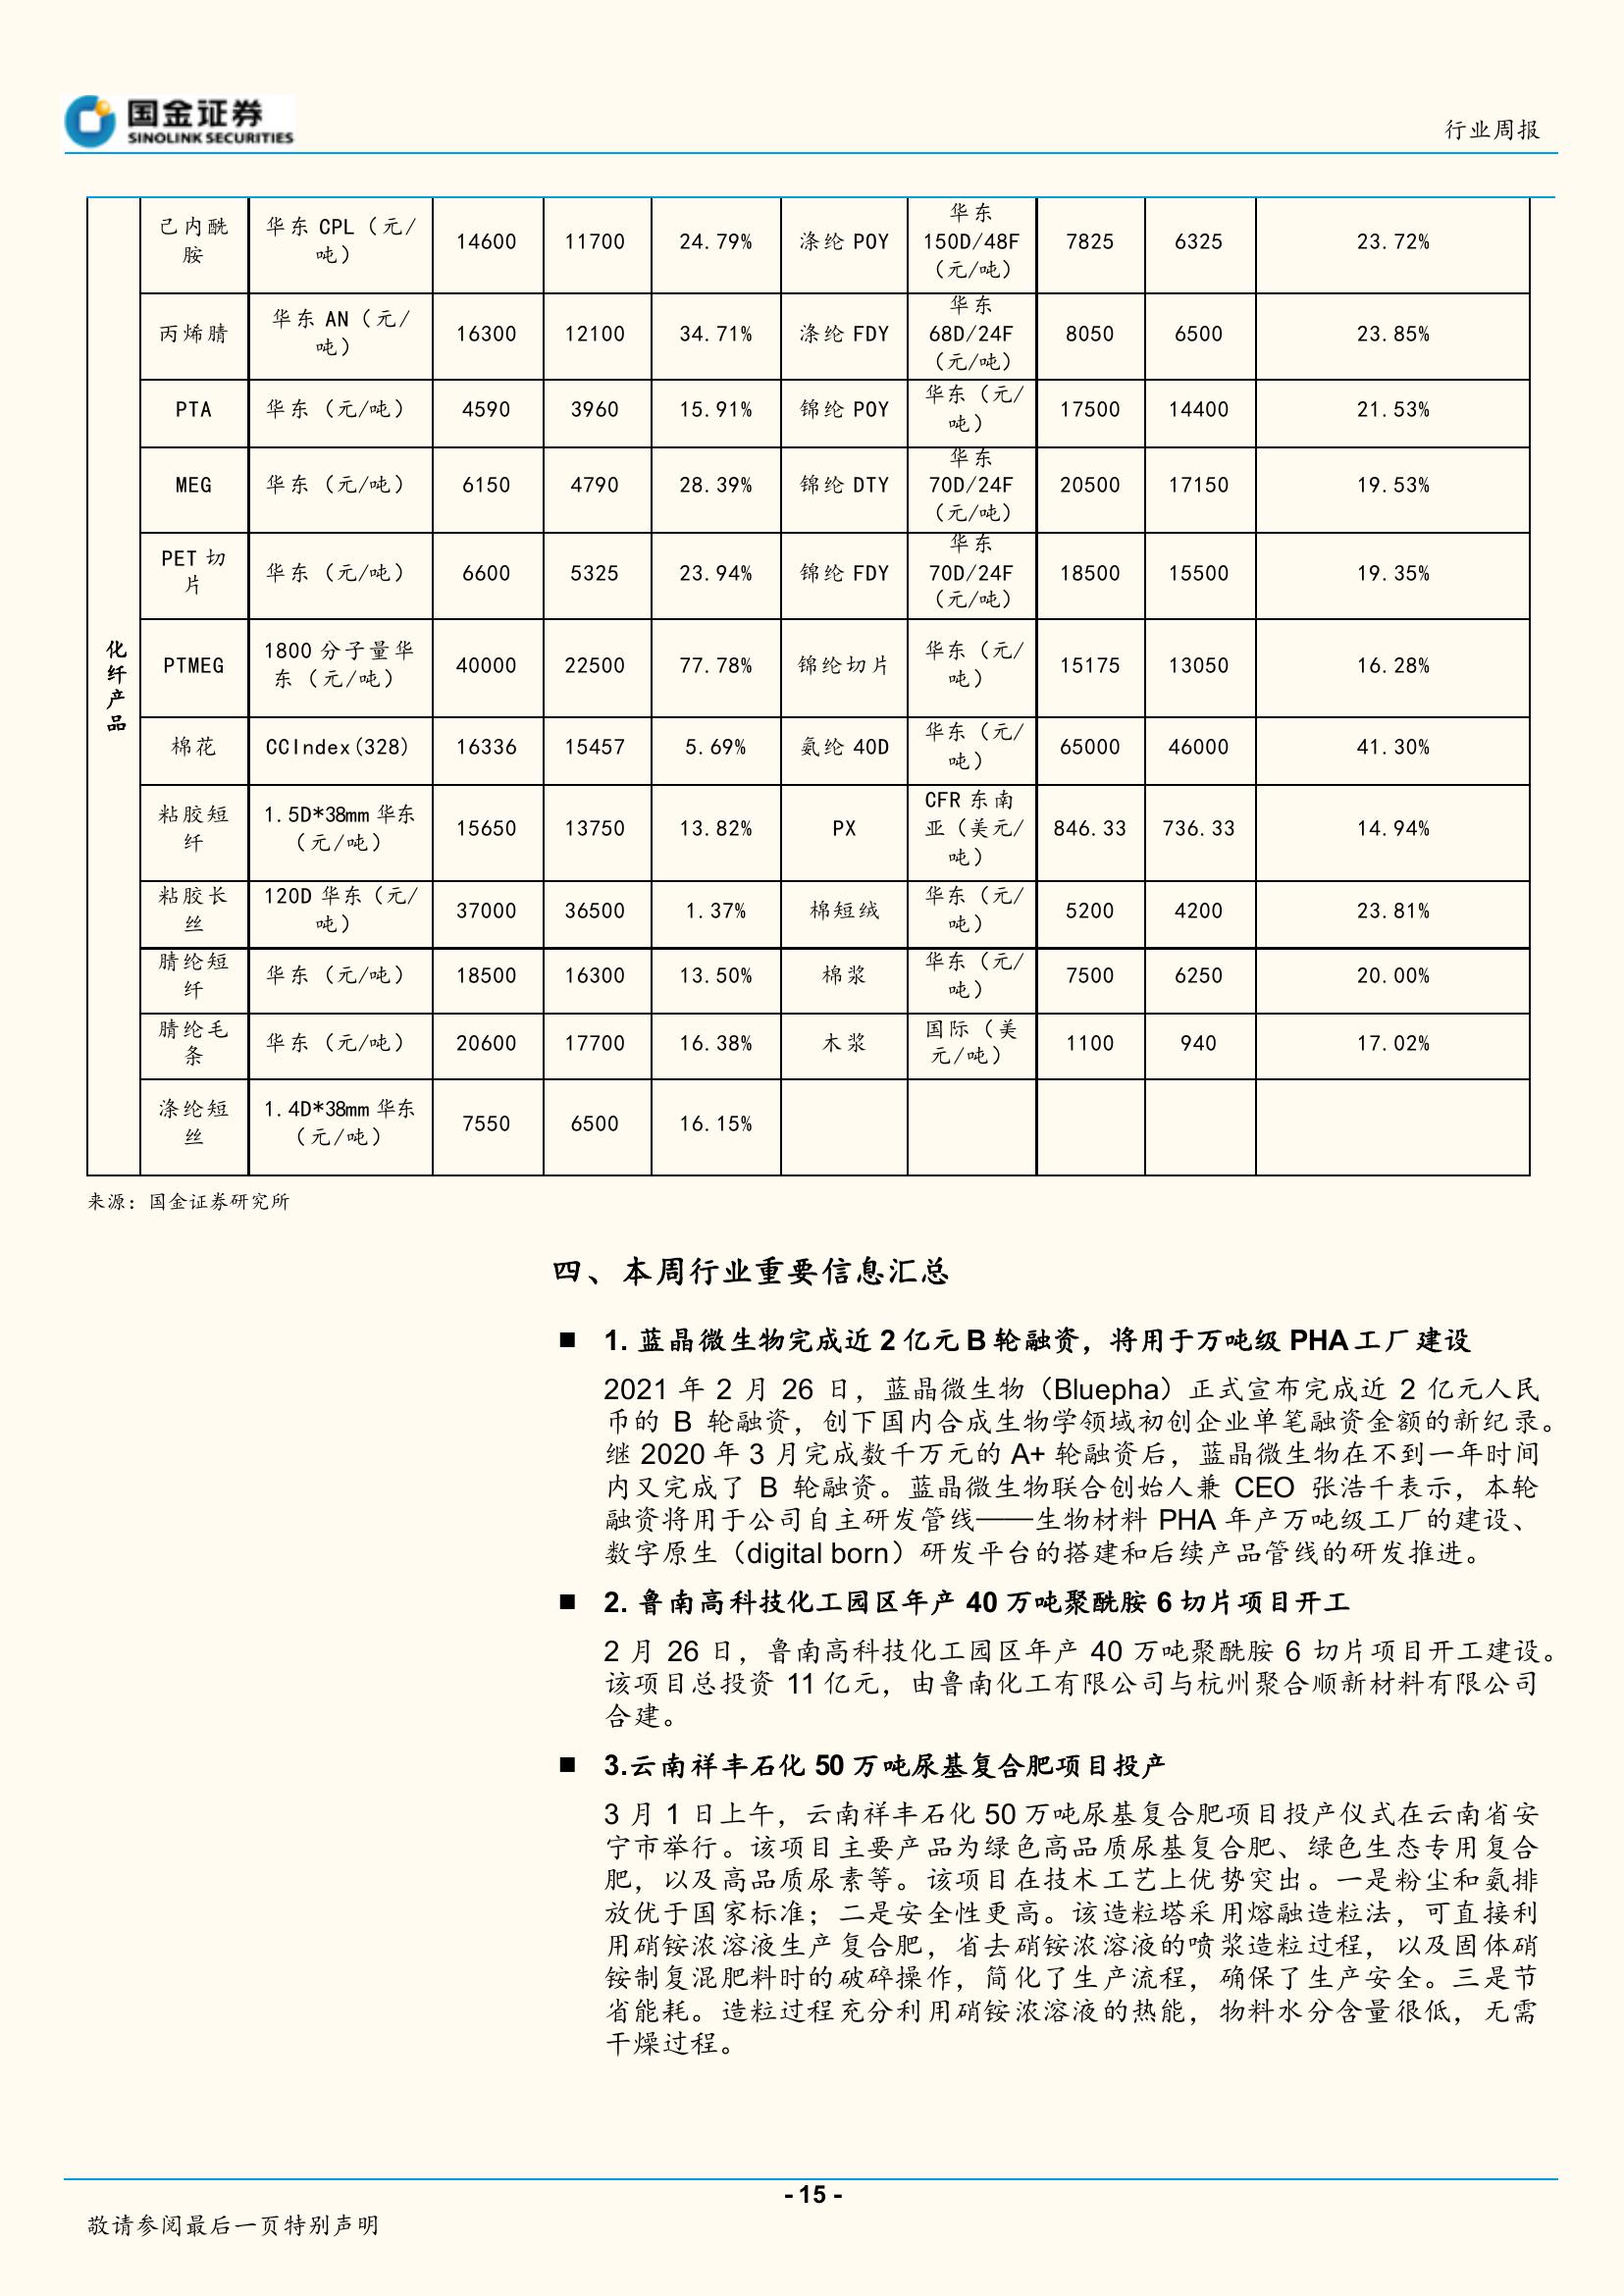 国金证券
SINOLINK SECURITIES
行业周报
化纤产品
己内酰胺 华东 CPL（元/吨） 14600 11700 24.79% 涤纶 POY 华东 150D/48F（元/吨） 7825 6325 23.72%
丙烯腈 华东 AN（元/吨） 16300 12100 34.71% 涤纶 FDY 华东 68D/24F（元/吨） 8050 6500 23.85%
PTA 华东（元/吨） 4590 3960 15.91% 锦纶 POY 华东（元/吨） 17500 14400 21.53%
MEG 华东（元/吨） 6150 4790 28.39% 锦纶 DTY 华东 70D/24F（元/吨） 20500 17150 19.53%
PET 切片 华东（元/吨） 6600 5325 23.94% 锦纶 FDY 华东 70D/24F（元/吨） 18500 15500 19.35%
PTMEG 1800 分子量华东（元/吨） 40000 22500 77.78% 锦纶切片 华东（元/吨） 15175 13050 16.28%
棉花 CCIndex(328) 16336 15457 5.69% 氨纶 40D 华东（元/吨） 65000 46000 41.30%
粘胶短纤 1.5D*38mm 华东（元/吨） 15650 13750 13.82% PX CFR 东南亚（美元/吨） 846.33 736.33 14.94%
粘胶长丝 120D 华东（元/吨） 37000 36500 1.37% 棉短绒 华东（元/吨） 5200 4200 23.81%
腈纶短纤 华东（元/吨） 18500 16300 13.50% 棉浆 华东（元/吨） 7500 6250 20.00%
腈纶毛条 华东（元/吨） 20600 17700 16.38% 木浆 国际（美元/吨） 1100 940 17.02%
涤纶短丝 1.4D*38mm 华东（元/吨） 7550 6500 16.15%
来源：国金证券研究所
四、本周行业重要信息汇总
■ 1. 蓝晶微生物完成近 2 亿元 B 轮融资，将用于万吨级 PHA 工厂建设
2021 年 2 月 26 日，蓝晶微生物（Bluepha）正式宣布完成近 2 亿元人民
币的 B 轮融资，创下国内合成生物学领域初创企业单笔融资金额的新纪录。
继 2020 年 3 月完成数千万元的 A+ 轮融资后，蓝晶微生物在不到一年时间
内又完成了 B 轮融资。蓝晶微生物联合创始人兼 CEO 张浩千表示，本轮
融资将用于公司自主研发管线——生物材料 PHA 年产万吨级工厂的建设、
数字原生（digital born）研发平台的搭建和后续产品管线的研发推进。
■ 2. 鲁南高科技化工园区年产 40 万吨聚酰胺 6 切片项目开工
2 月 26 日，鲁南高科技化工园区年产 40 万吨聚酰胺 6 切片项目开工建设。
该项目总投资 11 亿元，由鲁南化工有限公司与杭州聚合顺新材料有限公司
合建。
■ 3.云南祥丰石化 50 万吨尿基复合肥项目投产
3 月 1 日上午，云南祥丰石化 50 万吨尿基复合肥项目投产仪式在云南省安
宁市举行。该项目主要产品为绿色高品质尿基复合肥、绿色生态专用复合
肥，以及高品质尿素等。该项目在技术工艺上优势突出。一是粉尘和氨排
放优于国家标准；二是安全性更高。该造粒塔采用熔融造粒法，可直接利
用硝铵浓溶液生产复合肥，省去硝铵浓溶液的喷浆造粒过程，以及固体硝
铵制复混肥料时的破碎操作，简化了生产流程，确保了生产安全。三是节
省能耗。造粒过程充分利用硝铵浓溶液的热能，物料水分含量很低，无需
干燥过程。
- 15 -
敬请参阅最后一页特别声明